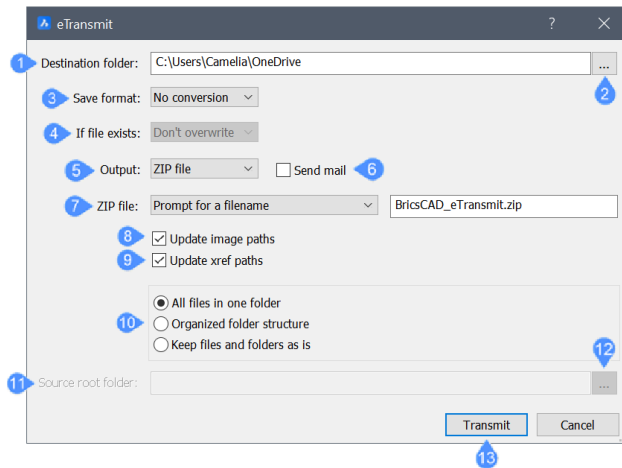 eTransmit ? ×
1 Destination folder: C:\Users\Camelia\OneDrive ...
2
3 Save format: No conversion
4 If file exists: Don't overwrite
5 Output: ZIP file Send mail 6
7 ZIP file: Prompt for a filename BricsCAD_eTransmit.zip
8 Update image paths
9 Update xref paths
All files in one folder
10 Organized folder structure
Keep files and folders as is
12
11 Source root folder: ...
Transmit Cancel
13